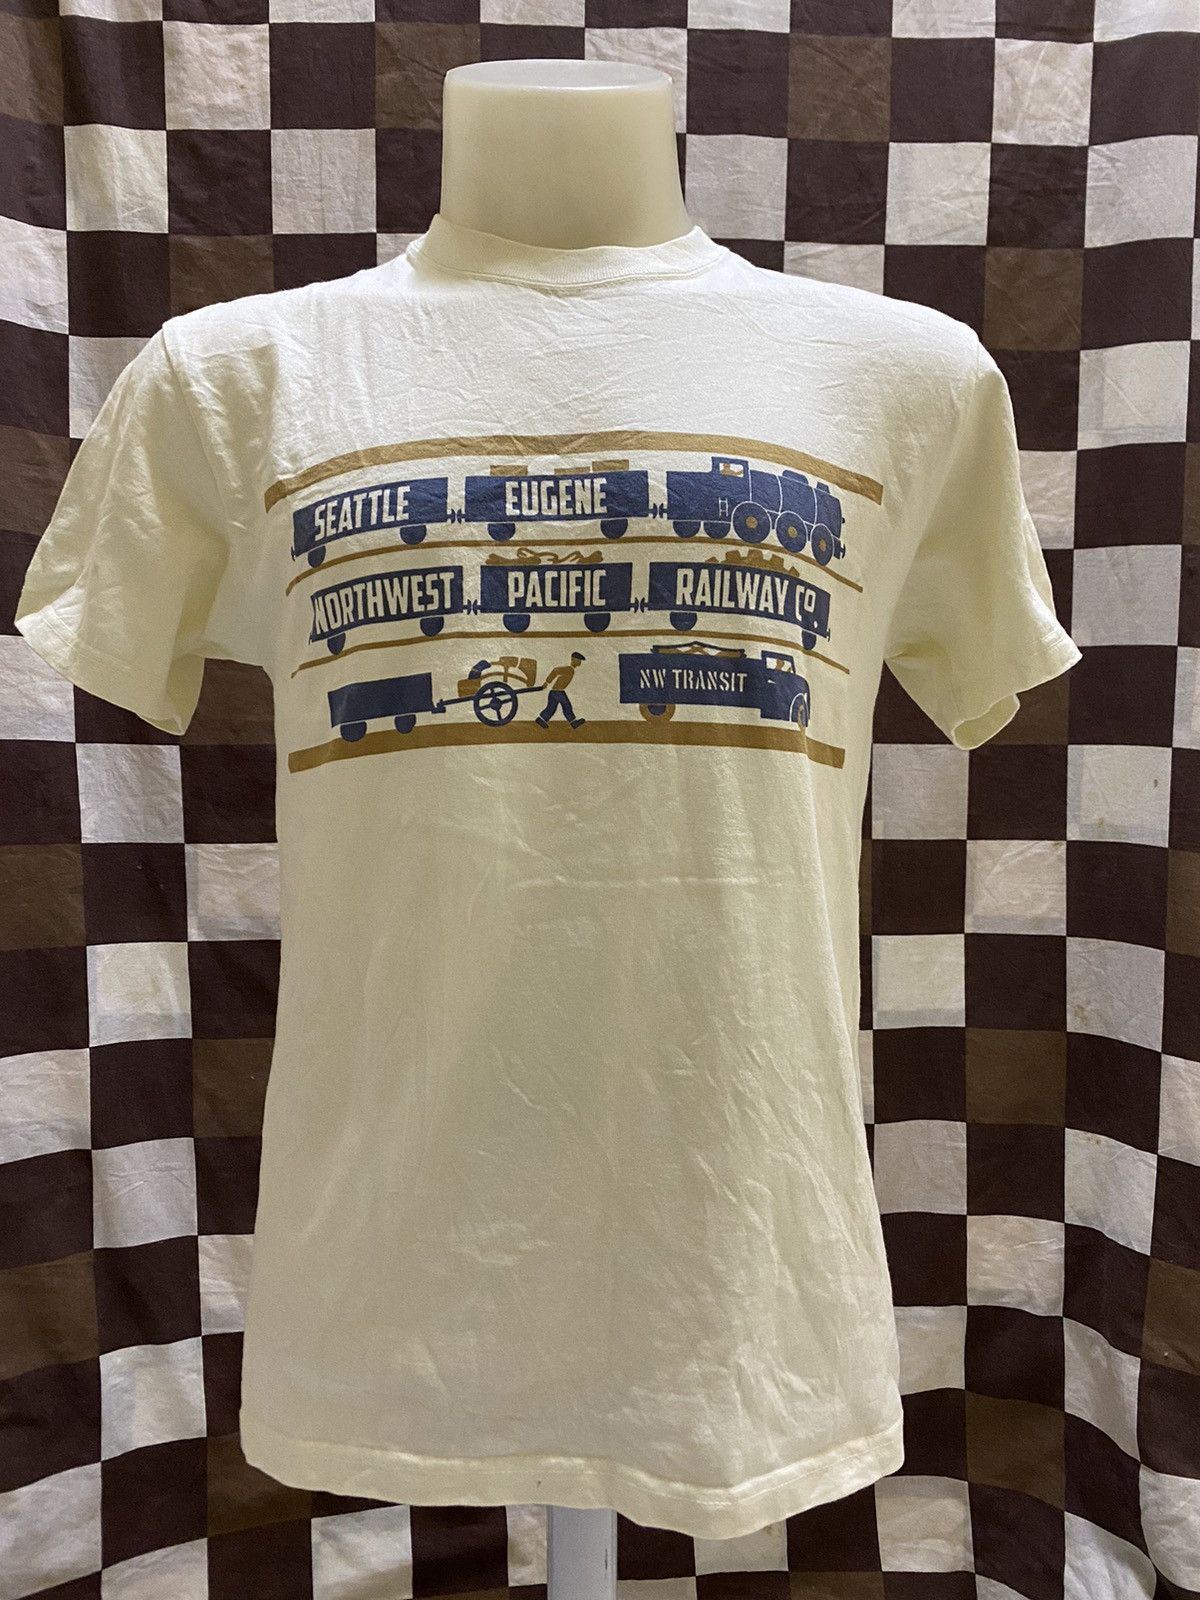 SEATTLE EUGENE
NORTHWEST PACIFIC RAILWAY Co.
NW TRANSIT